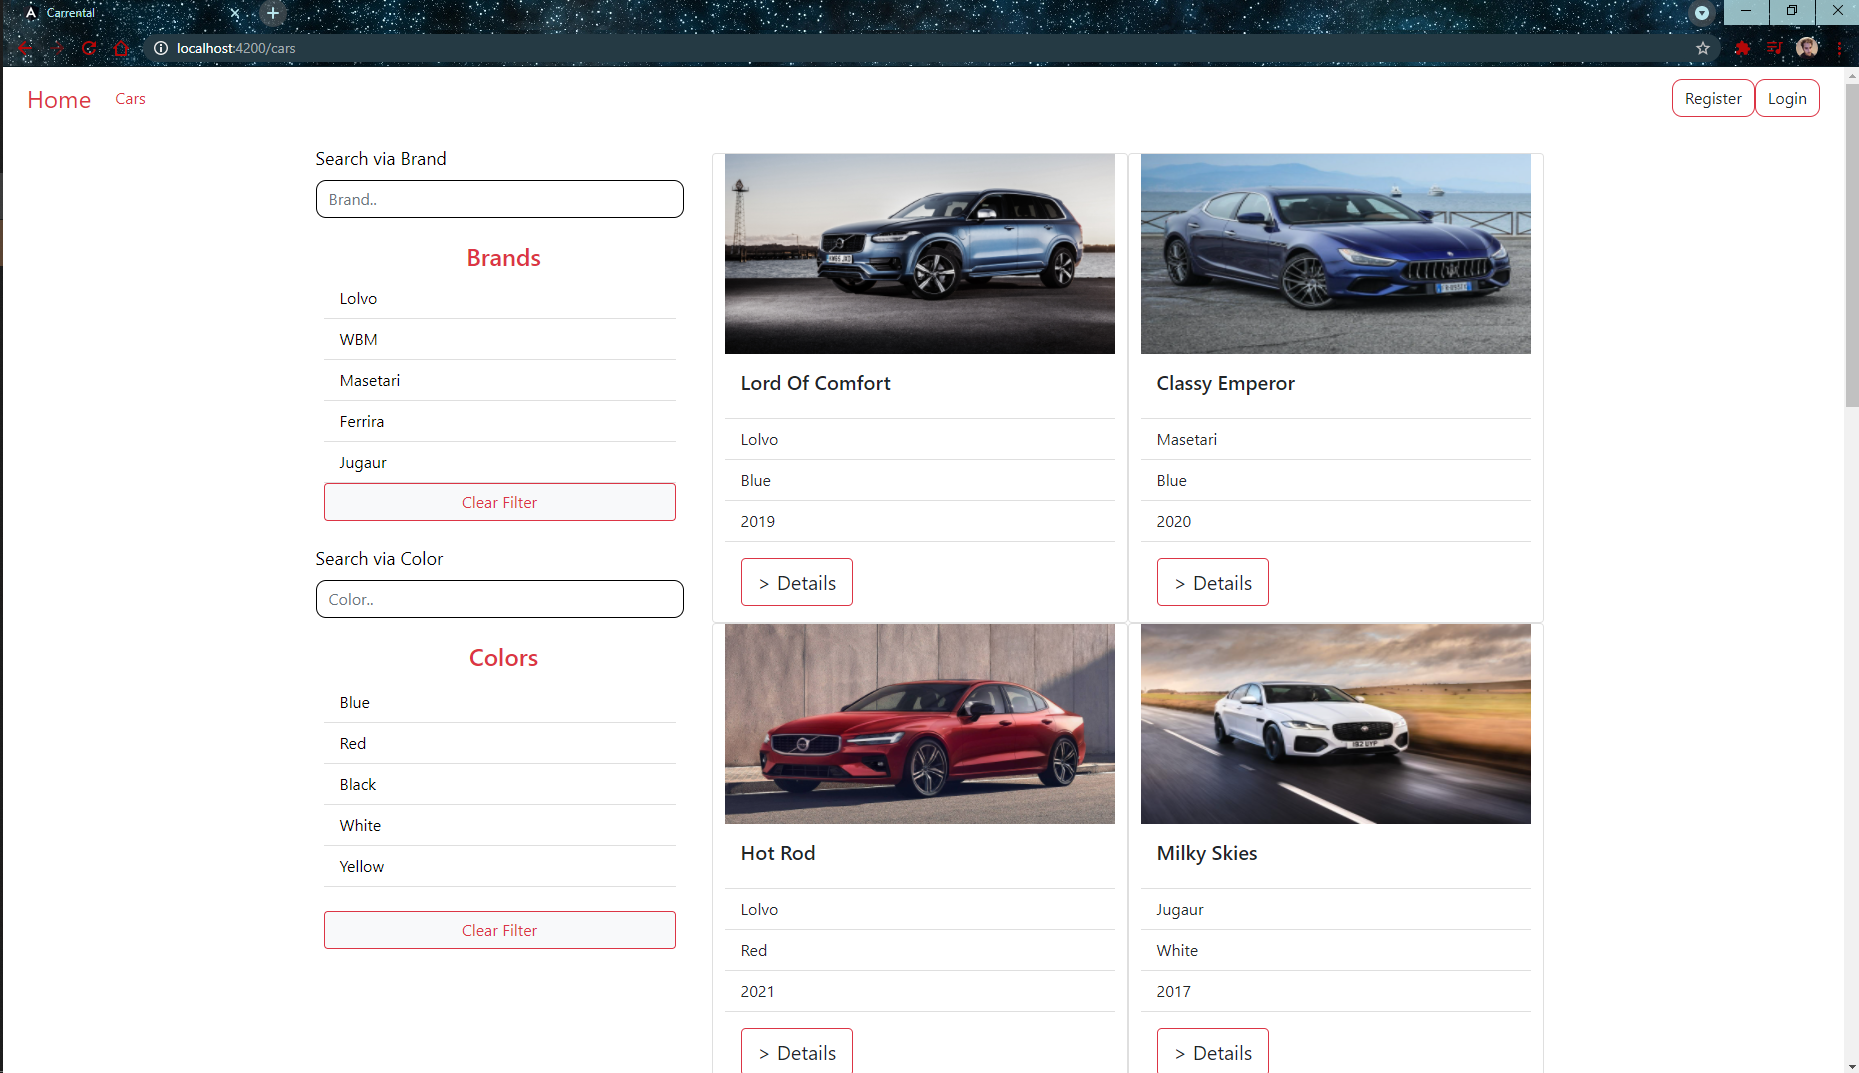 Carrental
localhost:4200/cars
Home
Cars
Register
Login
Search via Brand
Brand..
Brands
Lolvo
WBM
Masetari
Ferrira
Jugaur
Clear Filter
Search via Color
Color..
Colors
Blue
Red
Black
White
Yellow
Clear Filter
Lord Of Comfort
Lolvo
Blue
2019
> Details
Classy Emperor
Masetari
Blue
2020
> Details
Hot Rod
Lolvo
Red
2021
> Details
Milky Skies
Jugaur
White
2017
> Details